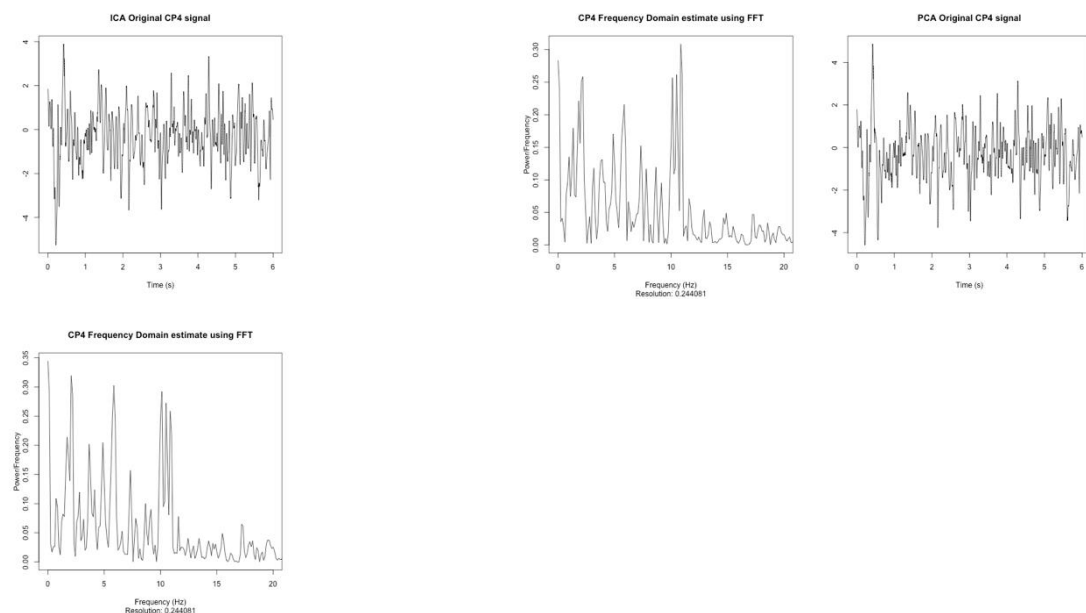 ICA Original CP4 signal
4
2
0
-2
-4
0 1 2 3 4 5 6
Time (s)
CP4 Frequency Domain estimate using FFT
Power/Frequency
0.30
0.25
0.20
0.15
0.10
0.05
0.00
0 5 10 15 20
Frequency (Hz)
Resolution: 0.244081
PCA Original CP4 signal
4
2
0
-2
-4
0 1 2 3 4 5 6
Time (s)
CP4 Frequency Domain estimate using FFT
Power/Frequency
0.35
0.30
0.25
0.20
0.15
0.10
0.05
0.00
0 5 10 15 20
Frequency (Hz)
Resolution: 0.244081